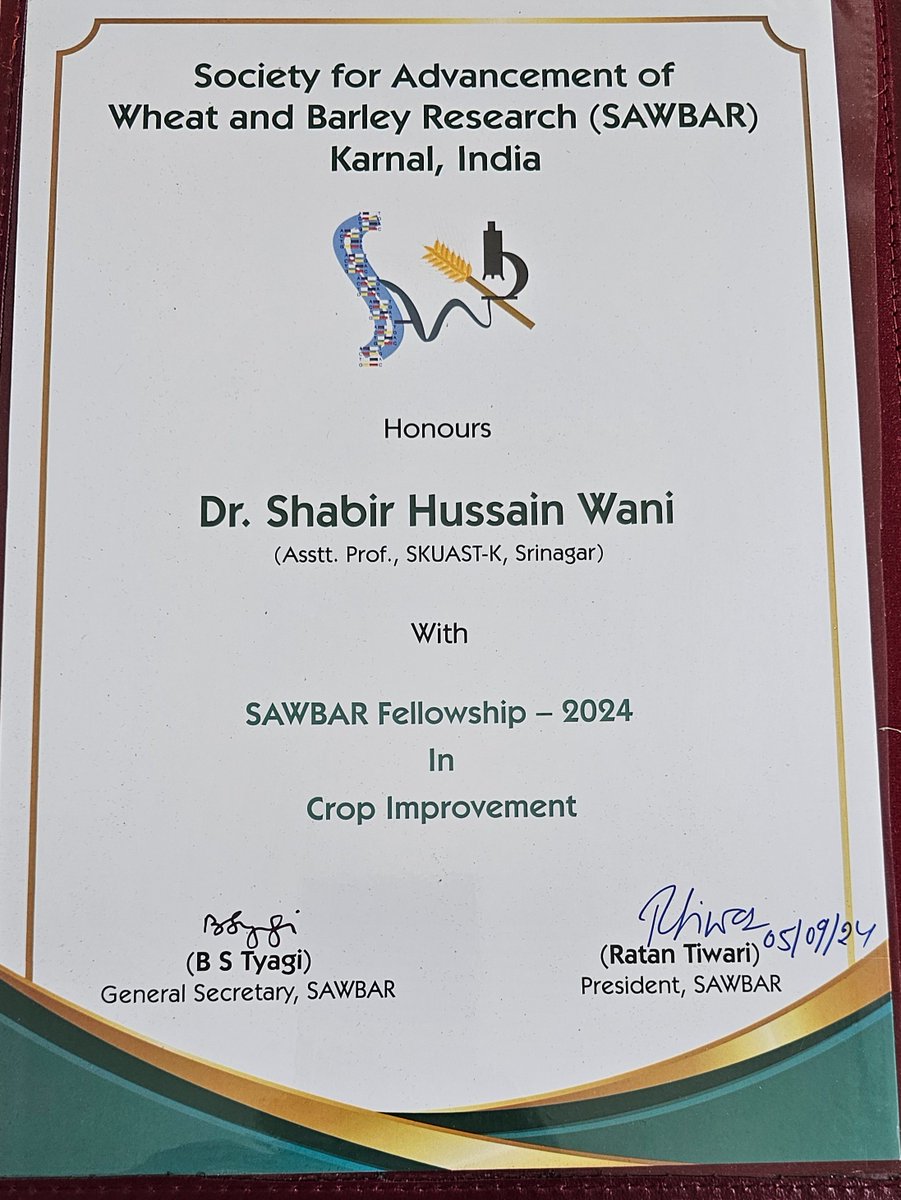 Society for Advancement of
Wheat and Barley Research (SAWBAR)
Karnal, India
Honours
Dr. Shabir Hussain Wani
(Asstt. Prof., SKUAST-K, Srinagar)
With
SAWBAR Fellowship – 2024
In
Crop Improvement
05/09/24
(B S Tyagi)
General Secretary, SAWBAR
(Ratan Tiwari)
President, SAWBAR